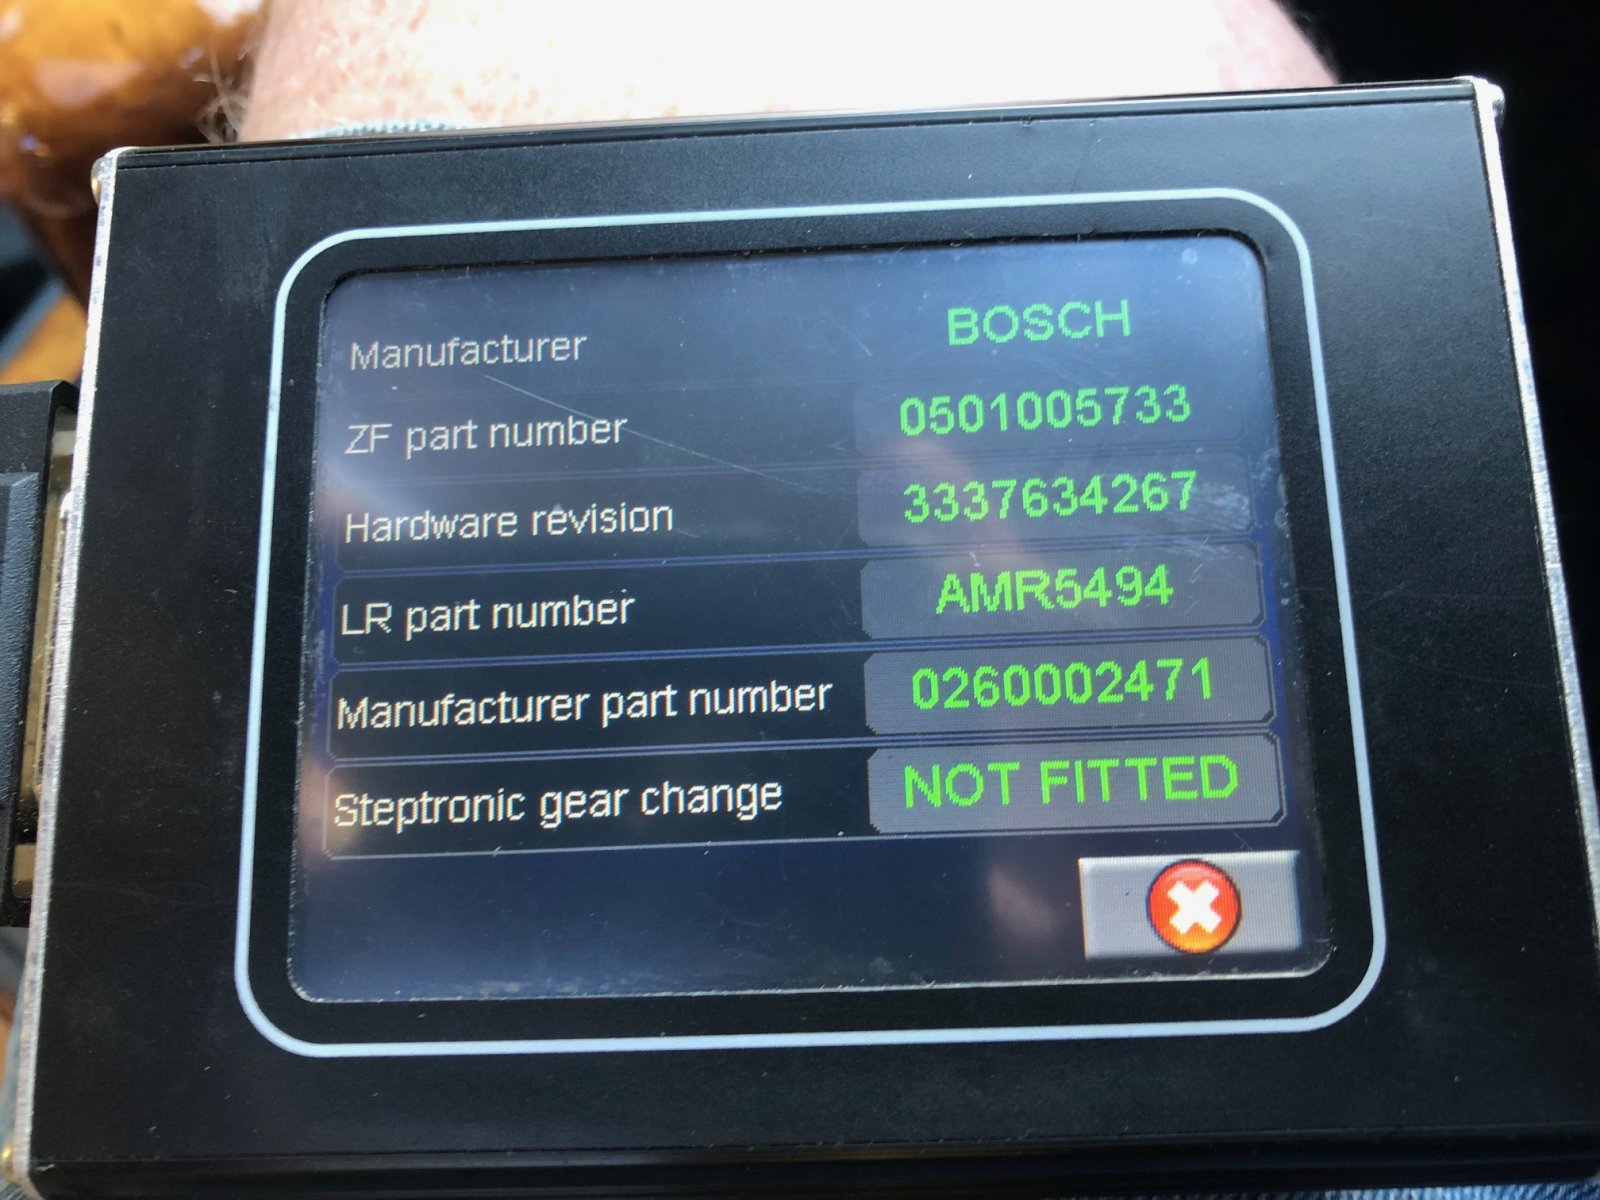 Manufacturer BOSCH
ZF part number 0501005733
Hardware revision 3337634267
LR part number AMR5494
Manufacturer part number 0260002471
Steptronic gear change NOT FITTED